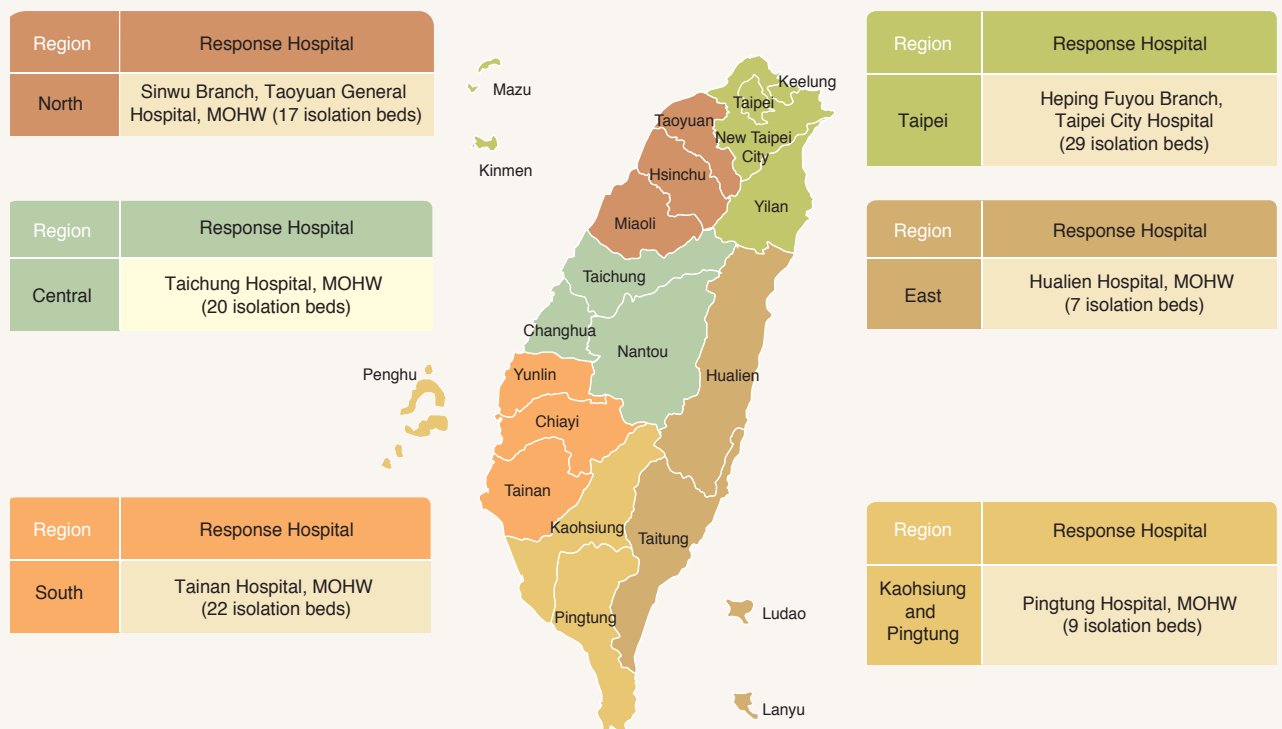 Region Response Hospital
North Sinwu Branch, Taoyuan General
Hospital, MOHW (17 isolation beds)
Region Response Hospital
Central Taichung Hospital, MOHW
(20 isolation beds)
Region Response Hospital
South Tainan Hospital, MOHW
(22 isolation beds)
Mazu
Kinmen
Penghu
Keelung
Taipei
Taoyuan
New Taipei
City
Hsinchu
Yilan
Miaoli
Taichung
Changhua
Nantou
Yunlin
Hualien
Chiayi
Tainan
Kaohsiung
Taitung
Pingtung
Ludao
Lanyu
Region Response Hospital
Taipei Heping Fuyou Branch,
Taipei City Hospital
(29 isolation beds)
Region Response Hospital
East Hualien Hospital, MOHW
(7 isolation beds)
Region Response Hospital
Kaohsiung
and
Pingtung
Pingtung Hospital, MOHW
(9 isolation beds)